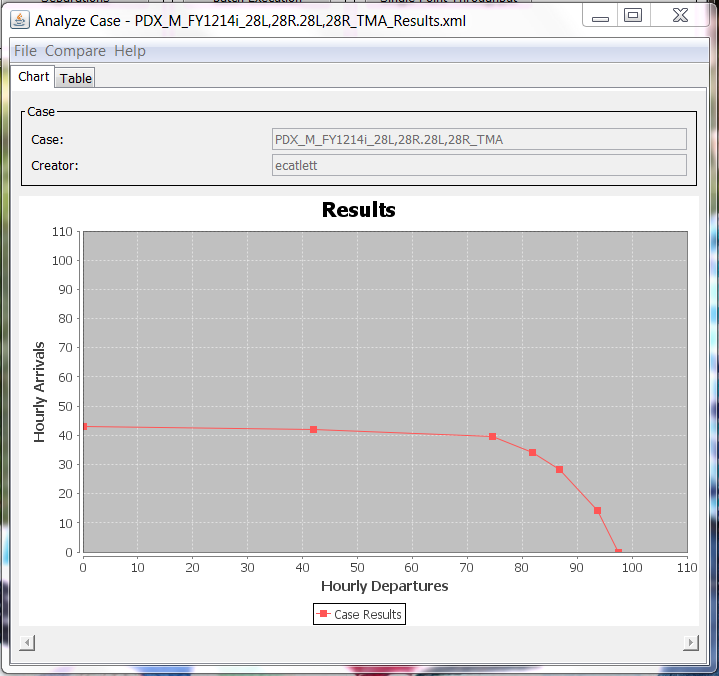 Analyze Case - PDX_M_FY1214i_28L,28R.28L,28R_TMA_Results.xml
File Compare Help
Chart Table
Case
Case: PDX_M_FY1214i_28L,28R.28L,28R_TMA
Creator: ecatlett
Results
110
100
90
80
70
60
50
40
30
20
10
0
Hourly Arrivals
0 10 20 30 40 50 60 70 80 90 100 110
Hourly Departures
Case Results